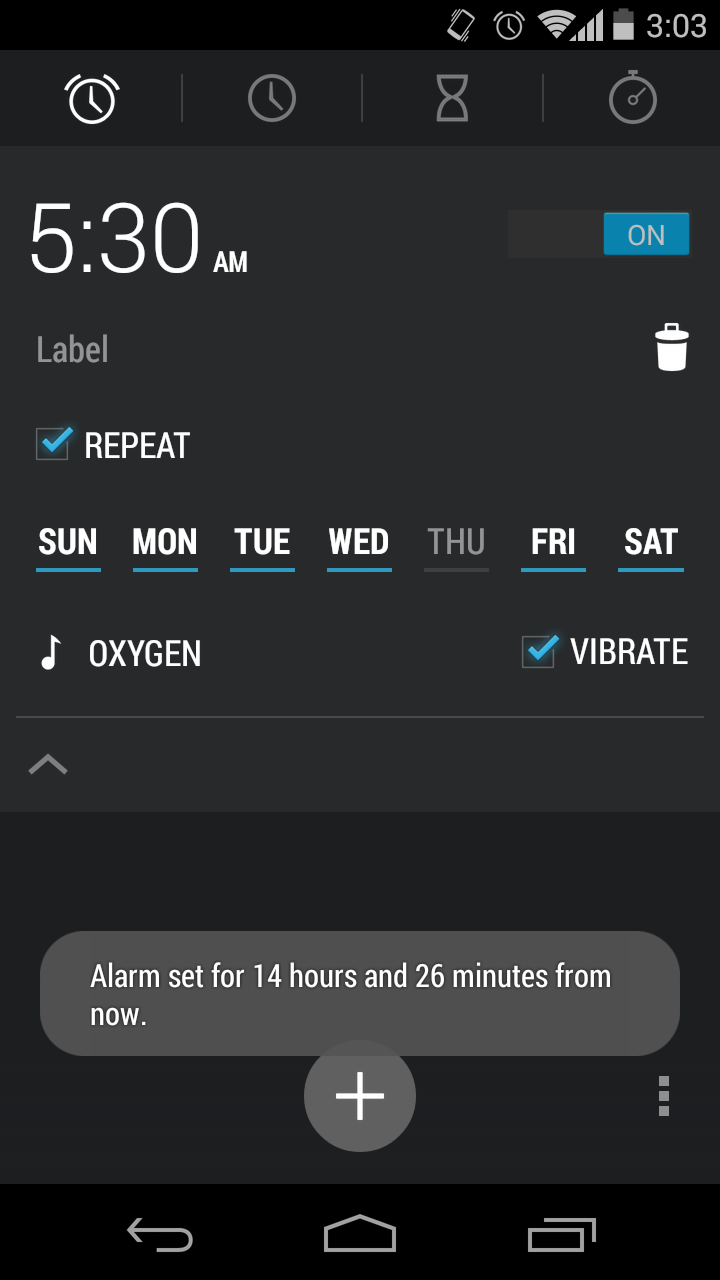 3:03
5:30 AM
ON
Label
REPEAT
SUN MON TUE WED THU FRI SAT
OXYGEN
VIBRATE
Alarm set for 14 hours and 26 minutes from
now.